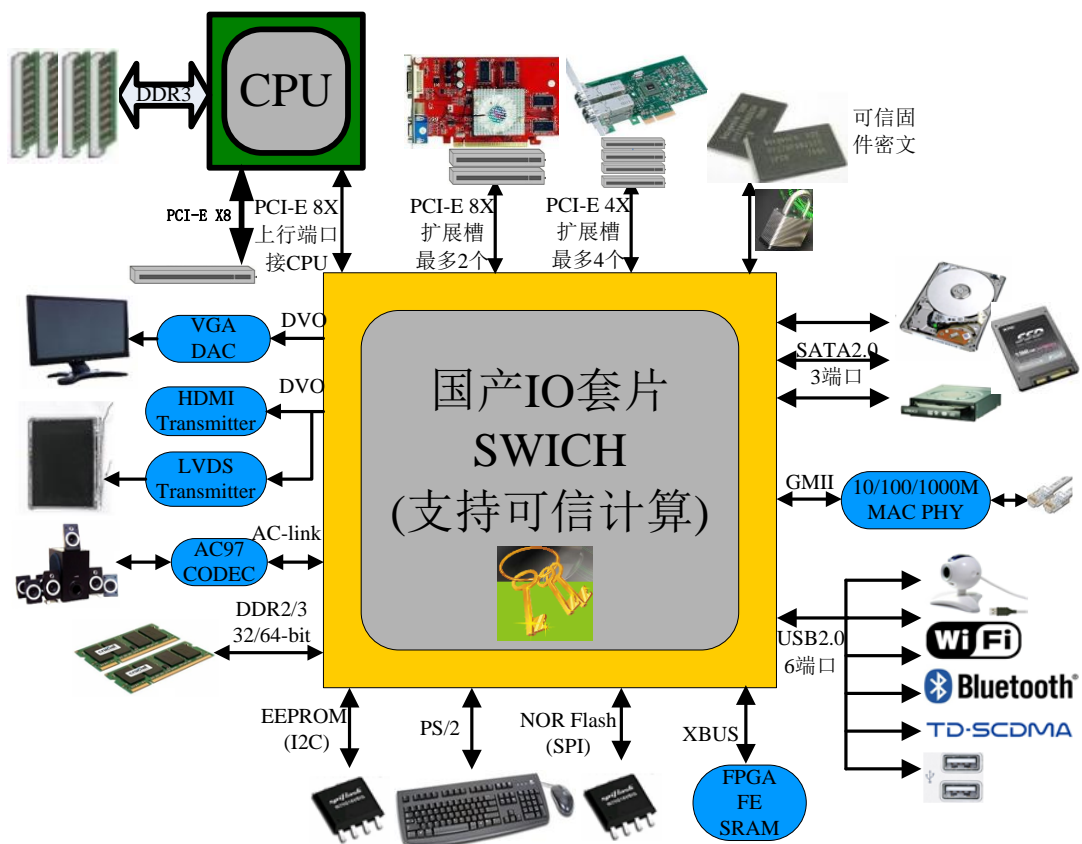 CPU
DDR3
可信固
件密文
PCI-E X8
PCI-E 8X
上行端口
接CPU
PCI-E 8X
扩展槽
最多2个
PCI-E 4X
扩展槽
最多4个
VGA
DAC
DVO
HDMI
Transmitter
DVO
LVDS
Transmitter
AC97
CODEC
AC-link
DDR2/3
32/64-bit
国产IO套片
SWICH
(支持可信计算)
SATA2.0
3端口
SSD
GMII
10/100/1000M
MAC PHY
USB2.0
6端口
WiFi
Bluetooth®
TD-SCDMA
EEPROM
(I2C)
PS/2
NOR Flash
(SPI)
XBUS
FPGA
FE
SRAM